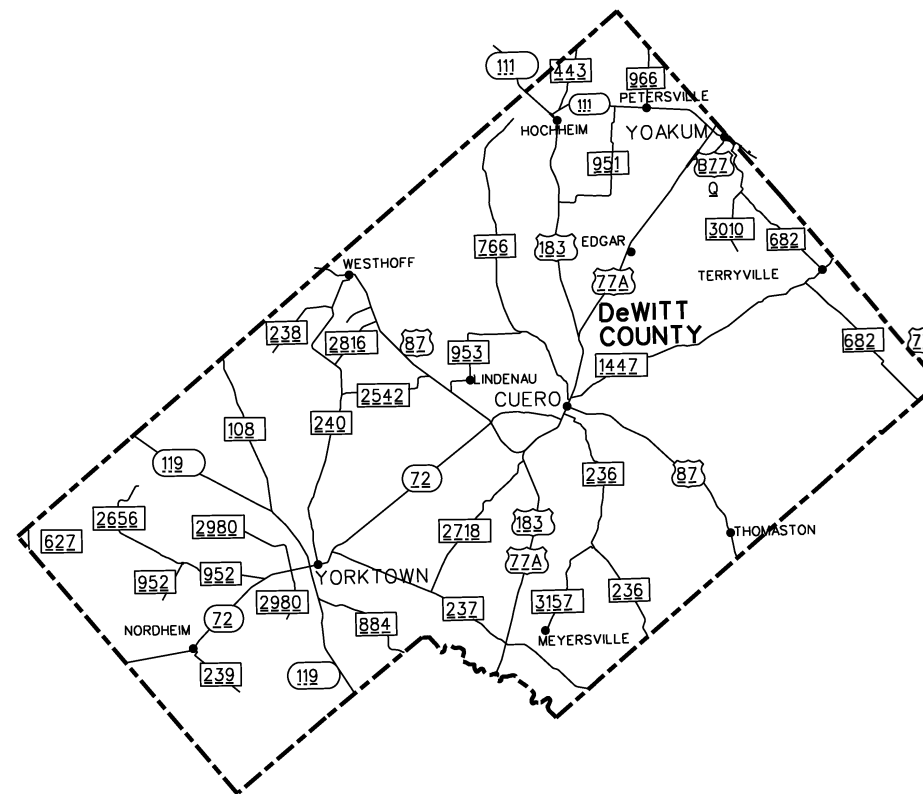 111
443
966
PETERSVILLE
111
HOCHHEIM
YOAKUM
951
B77
Q
3010
682
766
183
EDGAR
WESTHOFF
TERRYVILLE
77A
DeWITT
COUNTY
238
2816
87
953
682
7
1447
LINDENAU
2542
CUERO
108
240
119
72
236
87
2656
2980
2718
183
627
THOMASTON
77A
952
952
YORKTOWN
2980
237
3157
236
72
884
NORDHEIM
MEYERSVILLE
239
119